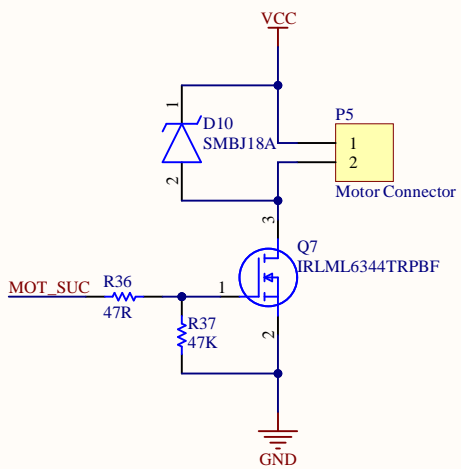 VCC
P5
1
D10
SMBJ18A
1
2
2
Motor Connector
3
Q7
IRLML6344TRPBF
MOT_SUC
R36
47R
1
R37
47K
2
GND